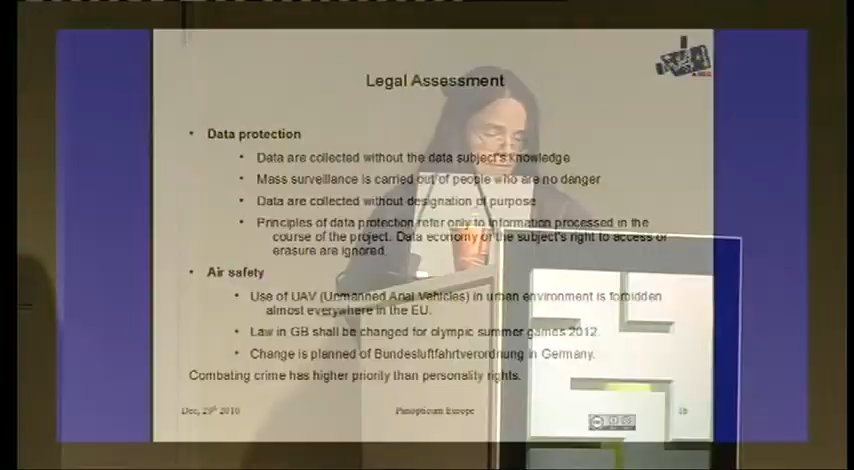 Legal Assessment
• Data protection
• Data are collected without the data subject's knowledge
• Mass surveillance is carried out of people who are no danger
• Data are collected without designation of purpose
• Principles of data protection refer only to information processed in the
course of the project. Data economy of the subject's right to access or
erasure are ignored.
• Air safety
• Use of UAV (Unmanned Arial Vehicles) in urban environment is forbidden
almost everywhere in the EU.
• Law in GB shall be changed for olympic summer games 2012.
• Change is planned of Bundesluftfahrtverordnung in Germany.
Combating crime has higher priority than personality rights.
Dec, 29th 2010
Panopticum Europe
16